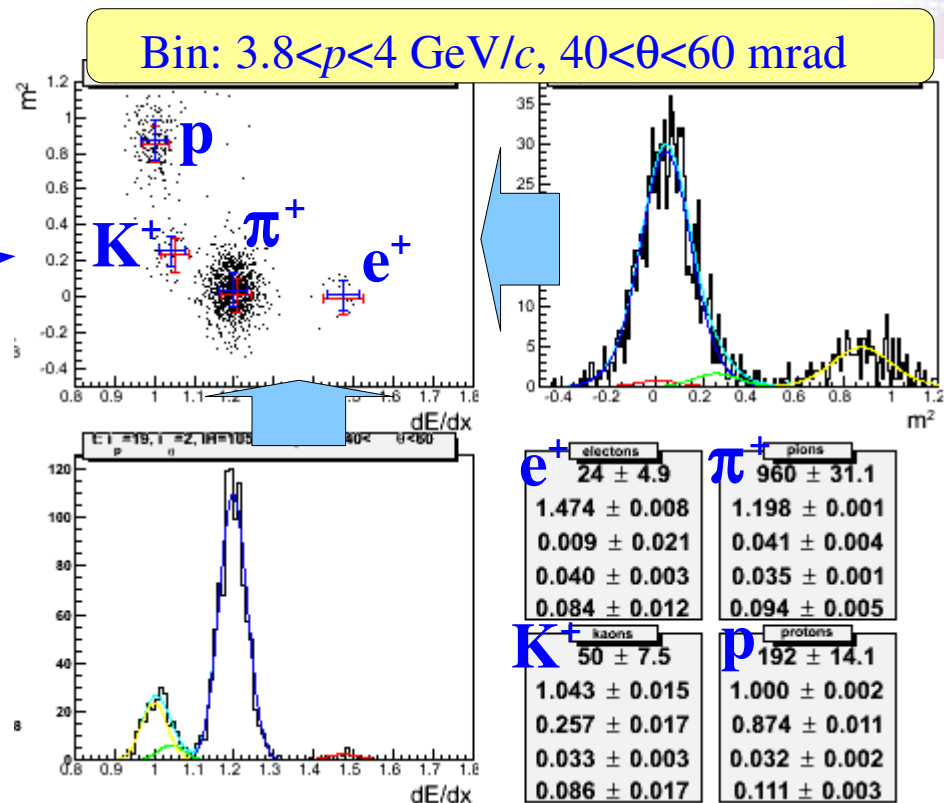 Bin: 3.8<p<4 GeV/c, 40<θ<60 mrad
m²
1.2
1
0.8
0.6
0.4
0.2
0
-0.2
-0.4
p
K⁺
π⁺
e⁺
0.8 0.9 1 1.1 1.2 1.3 1.4 1.5 1.6 1.7 1.8
dE/dx
35
30
25
15
10
5
0
-0.4 -0.2 0 0.2 0.4 0.6 0.8 1 1.2
m²
120
100
80
60
40
20
0
0.8 0.9 1 1.1 1.2 1.3 1.4 1.5 1.6 1.7 1.8
dE/dx
e⁺ electons
24 ± 4.9
1.474 ± 0.008
0.009 ± 0.021
0.040 ± 0.003
0.084 ± 0.012
π⁺ pions
960 ± 31.1
1.198 ± 0.001
0.041 ± 0.004
0.035 ± 0.001
0.094 ± 0.005
K⁺ kaons
50 ± 7.5
1.043 ± 0.015
0.257 ± 0.017
0.033 ± 0.003
0.086 ± 0.017
p protons
192 ± 14.1
1.000 ± 0.002
0.874 ± 0.011
0.032 ± 0.002
0.111 ± 0.003